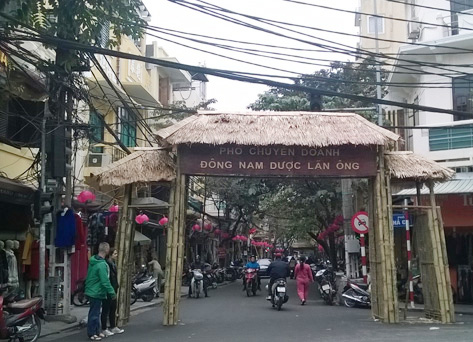 PHỐ CHUYÊN DOANH
ĐÔNG NAM DƯỢC LÃN ÔNG